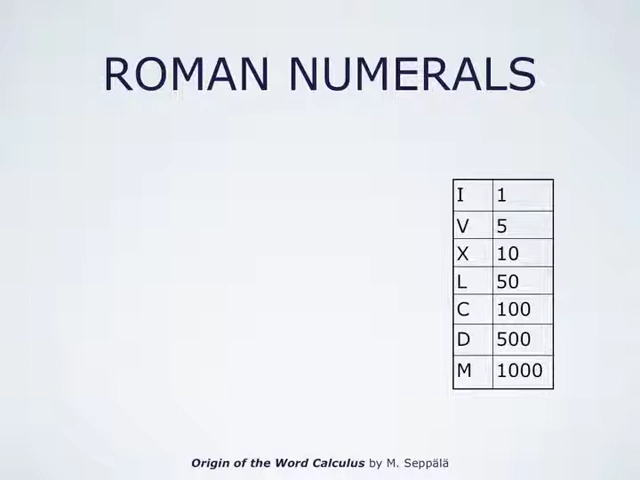 ROMAN NUMERALS
I 1
V 5
X 10
L 50
C 100
D 500
M 1000
Origin of the Word Calculus by M. Seppälä